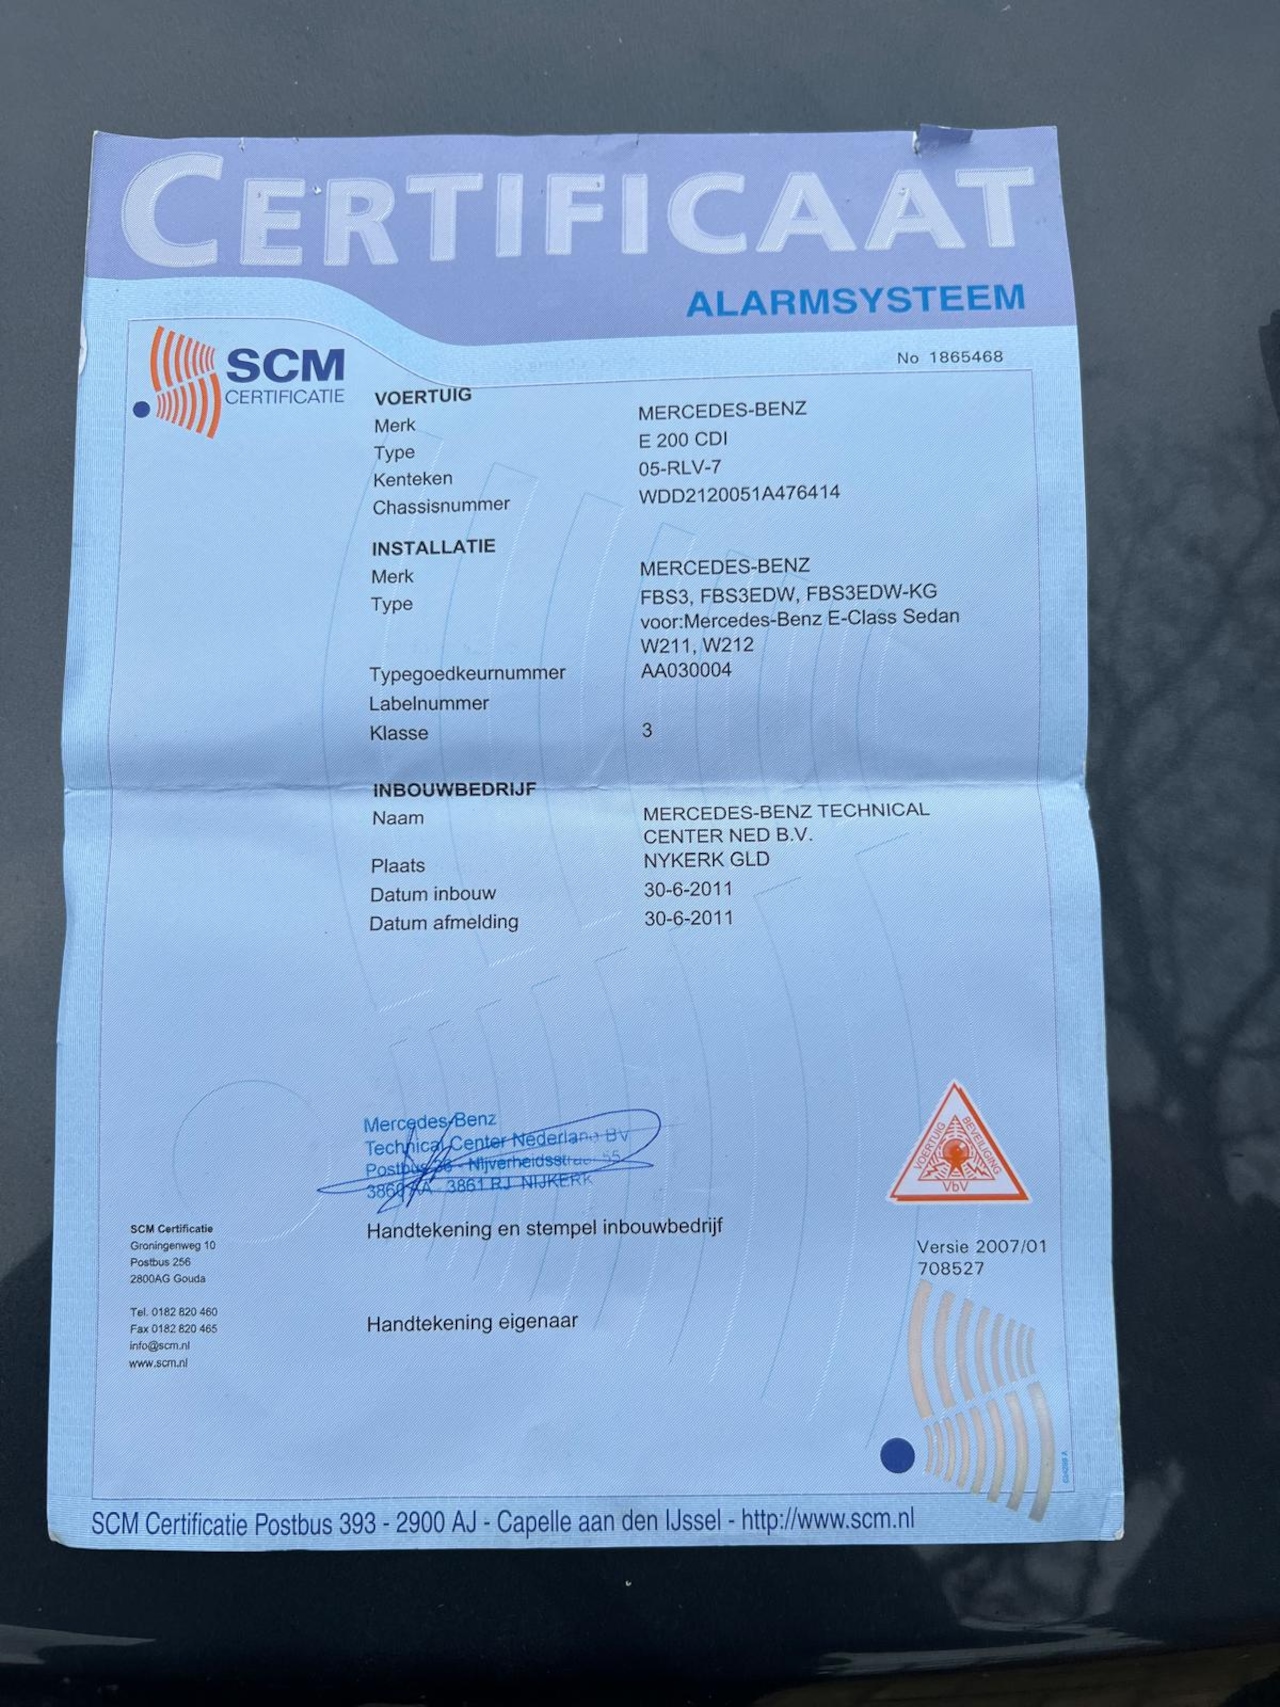 CERTIFICAAT
ALARMSYSTEEM
No 1865468
SCM
CERTIFICATIE
VOERTUIG
Merk MERCEDES-BENZ
Type E 200 CDI
Kenteken 05-RLV-7
Chassisnummer WDD2120051A476414
INSTALLATIE
Merk MERCEDES-BENZ
Type FBS3, FBS3EDW, FBS3EDW-KG
voor:Mercedes-Benz E-Class Sedan
W211, W212
Typegoedkeurnummer AA030004
Labelnummer
Klasse 3
INBOUWBEDRIJF
Naam MERCEDES-BENZ TECHNICAL
CENTER NED B.V.
Plaats NYKERK GLD
Datum inbouw 30-6-2011
Datum afmelding 30-6-2011
Mercedes-Benz
Technical Center Nederland BV
Postbus - Nijverheidsstraat 55
3861 RJ NIJKERK
Handtekening en stempel inbouwbedrijf
Handtekening eigenaar
VOERTUIG
BEVEILIGING
VbV
Versie 2007/01
708527
SCM Certificatie
Groningenweg 10
Postbus 256
2800AG Gouda
Tel. 0182 820 460
Fax 0182 820 465
info@scm.nl
www.scm.nl
SCM Certificatie Postbus 393 - 2900 AJ - Capelle aan den IJssel - http://www.scm.nl